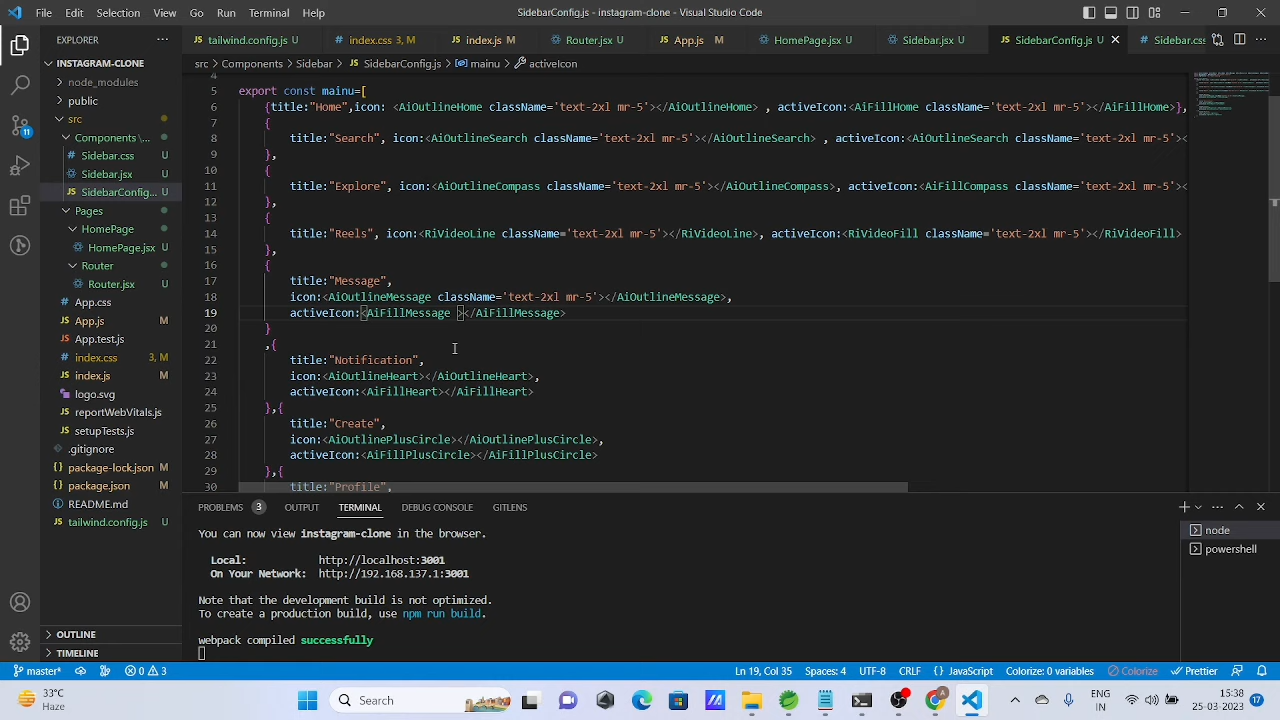 File Edit Selection View Go Run Terminal Help
SidebarConfig.js - instagram-clone - Visual Studio Code
EXPLORER
INSTAGRAM-CLONE
node_modules
public
src
Components \...
Sidebar.css U
Sidebar.jsx U
SidebarConfig... U
Pages
HomePage
HomePage.jsx U
Router
Router.jsx U
App.css
App.js M
App.test.js
index.css 3, M
index.js M
logo.svg
reportWebVitals.js
setupTests.js
.gitignore
package-lock.json M
package.json M
README.md
tailwind.config.js U
OUTLINE
TIMELINE
11
tailwind.config.js U index.css 3, M index.js M Router.jsx U App.js M HomePage.jsx U Sidebar.jsx U SidebarConfig.js U Sidebar.css
src > Components > Sidebar > SidebarConfig.js > mainu > activeIcon
4
5 export const mainu=[
6 {title:"Home",icon: <AiOutlineHome className='text-2xl mr-5'></AiOutlineHome> , activeIcon:<AiFillHome className='text-2xl mr-5'></AiFillHome>},
7 {
8 title:"Search", icon:<AiOutlineSearch className='text-2xl mr-5'></AiOutlineSearch> , activeIcon:<AiOutlineSearch className='text-2xl mr-5'><
9 },
10 {
11 title:"Explore", icon:<AiOutlineCompass className='text-2xl mr-5'></AiOutlineCompass>, activeIcon:<AiFillCompass className='text-2xl mr-5'><
12 },
13 {
14 title:"Reels", icon:<RiVideoLine className='text-2xl mr-5'></RiVideoLine>, activeIcon:<RiVideoFill className='text-2xl mr-5'></RiVideoFill>
15 },
16 {
17 title:"Message",
18 icon:<AiOutlineMessage className='text-2xl mr-5'></AiOutlineMessage>,
19 activeIcon:<AiFillMessage ></AiFillMessage>
20 }
21 ,{
22 title:"Notification",
23 icon:<AiOutlineHeart></AiOutlineHeart>,
24 activeIcon:<AiFillHeart></AiFillHeart>
25 },{
26 title:"Create",
27 icon:<AiOutlinePlusCircle></AiOutlinePlusCircle>,
28 activeIcon:<AiFillPlusCircle></AiFillPlusCircle>
29 },{
30 title:"Profile",
PROBLEMS 3 OUTPUT TERMINAL DEBUG CONSOLE GITLENS
You can now view instagram-clone in the browser.
Local: http://localhost:3001
On Your Network: http://192.168.137.1:3001
Note that the development build is not optimized.
To create a production build, use npm run build.
webpack compiled successfully
node
powershell
master* 0 3 Ln 19, Col 35 Spaces: 4 UTF-8 CRLF {} JavaScript Colorize: 0 variables Colorize Prettier
33°C
Haze
Search
ENG
IN
15:38
25-03-2023
17